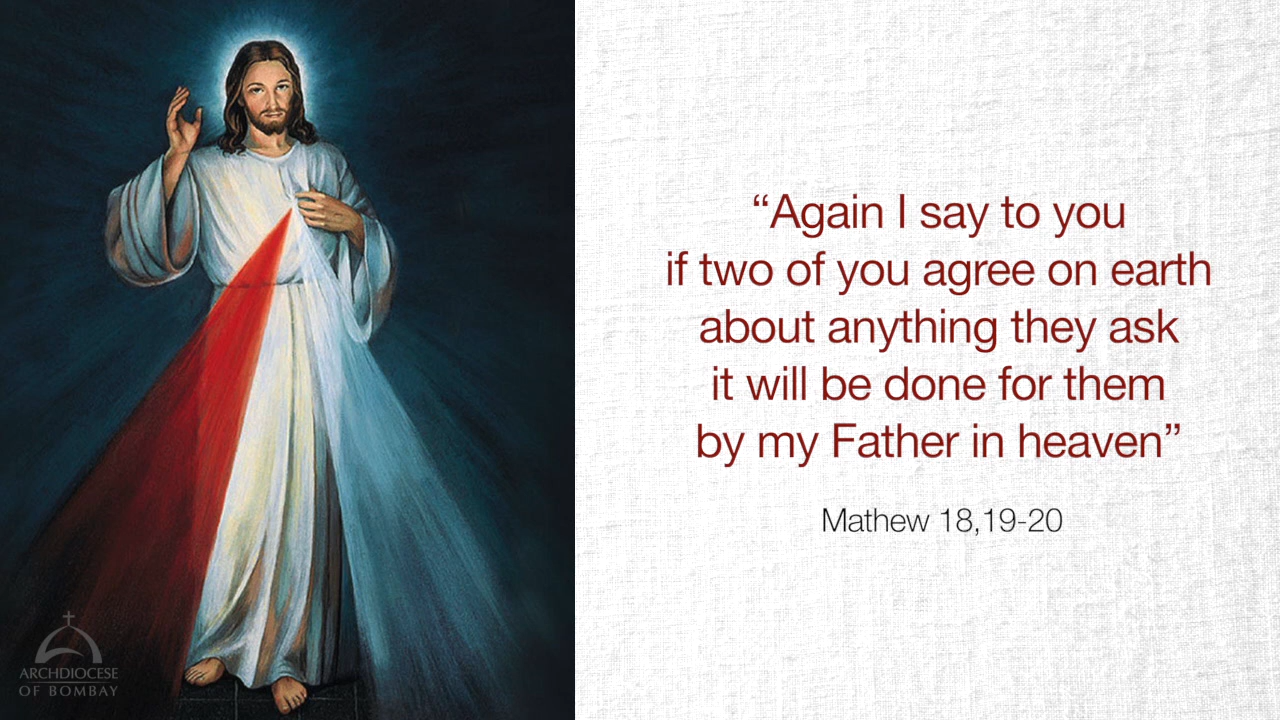 “Again I say to you
if two of you agree on earth
about anything they ask
it will be done for them
by my Father in heaven”
Mathew 18,19-20
ARCHDIOCESE
OF BOMBAY